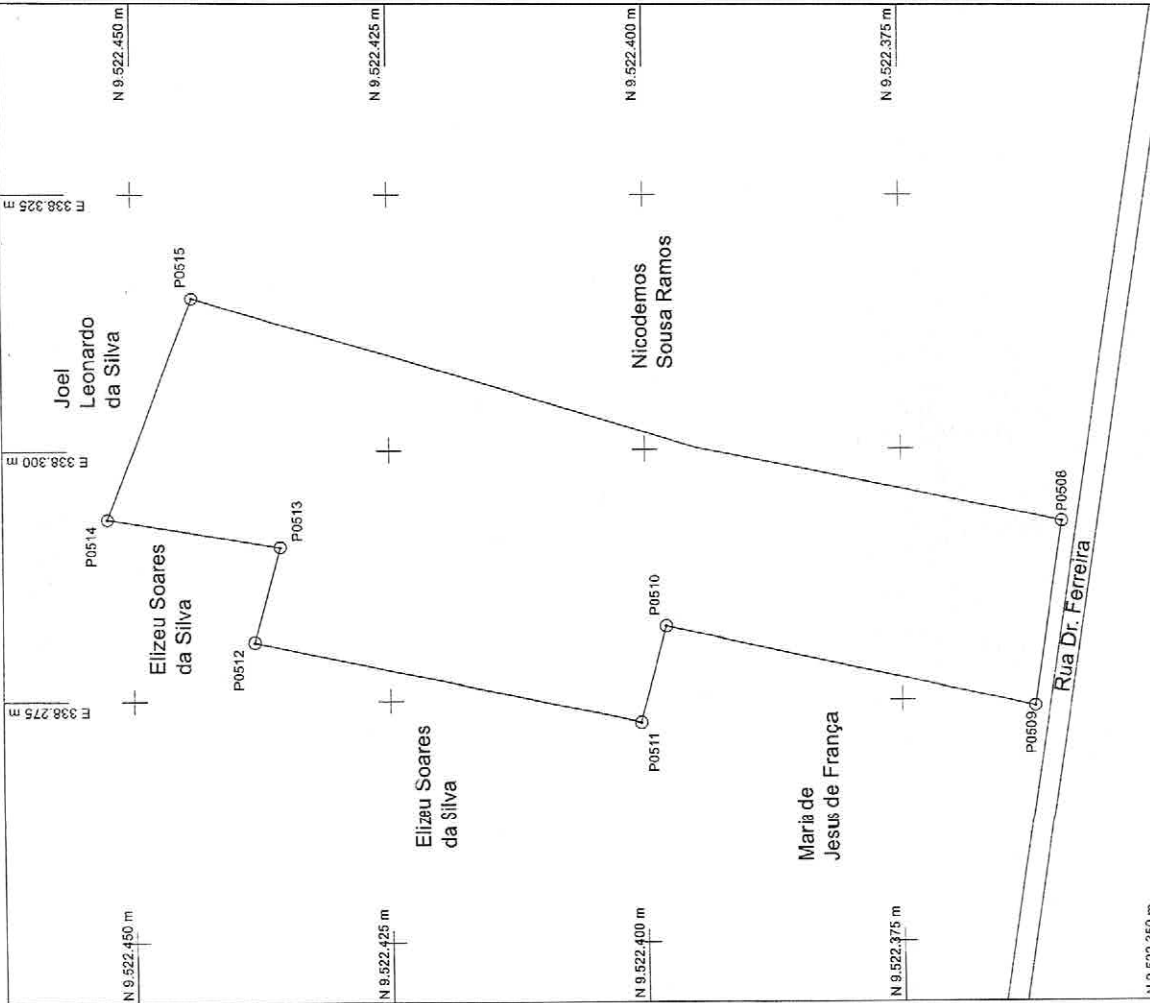 N 9.522.450 m
N 9.522.425 m
N 9.522.400 m
N 9.522.375 m
E 338.325 m
P0515
Joel
Leonardo
da Silva
Nicodemos
Sousa Ramos
E 338.300 m
P0514
P0513
P0508
Elizeu Soares
da Silva
P0512
P0510
Rua Dr. Ferreira
E 338.275 m
P0511
P0509
Elizeu Soares
da Silva
Maria de
Jesus de França
N 9.522.450 m
N 9.522.425 m
N 9.522.400 m
N 9.522.375 m
N 9.522.350 m